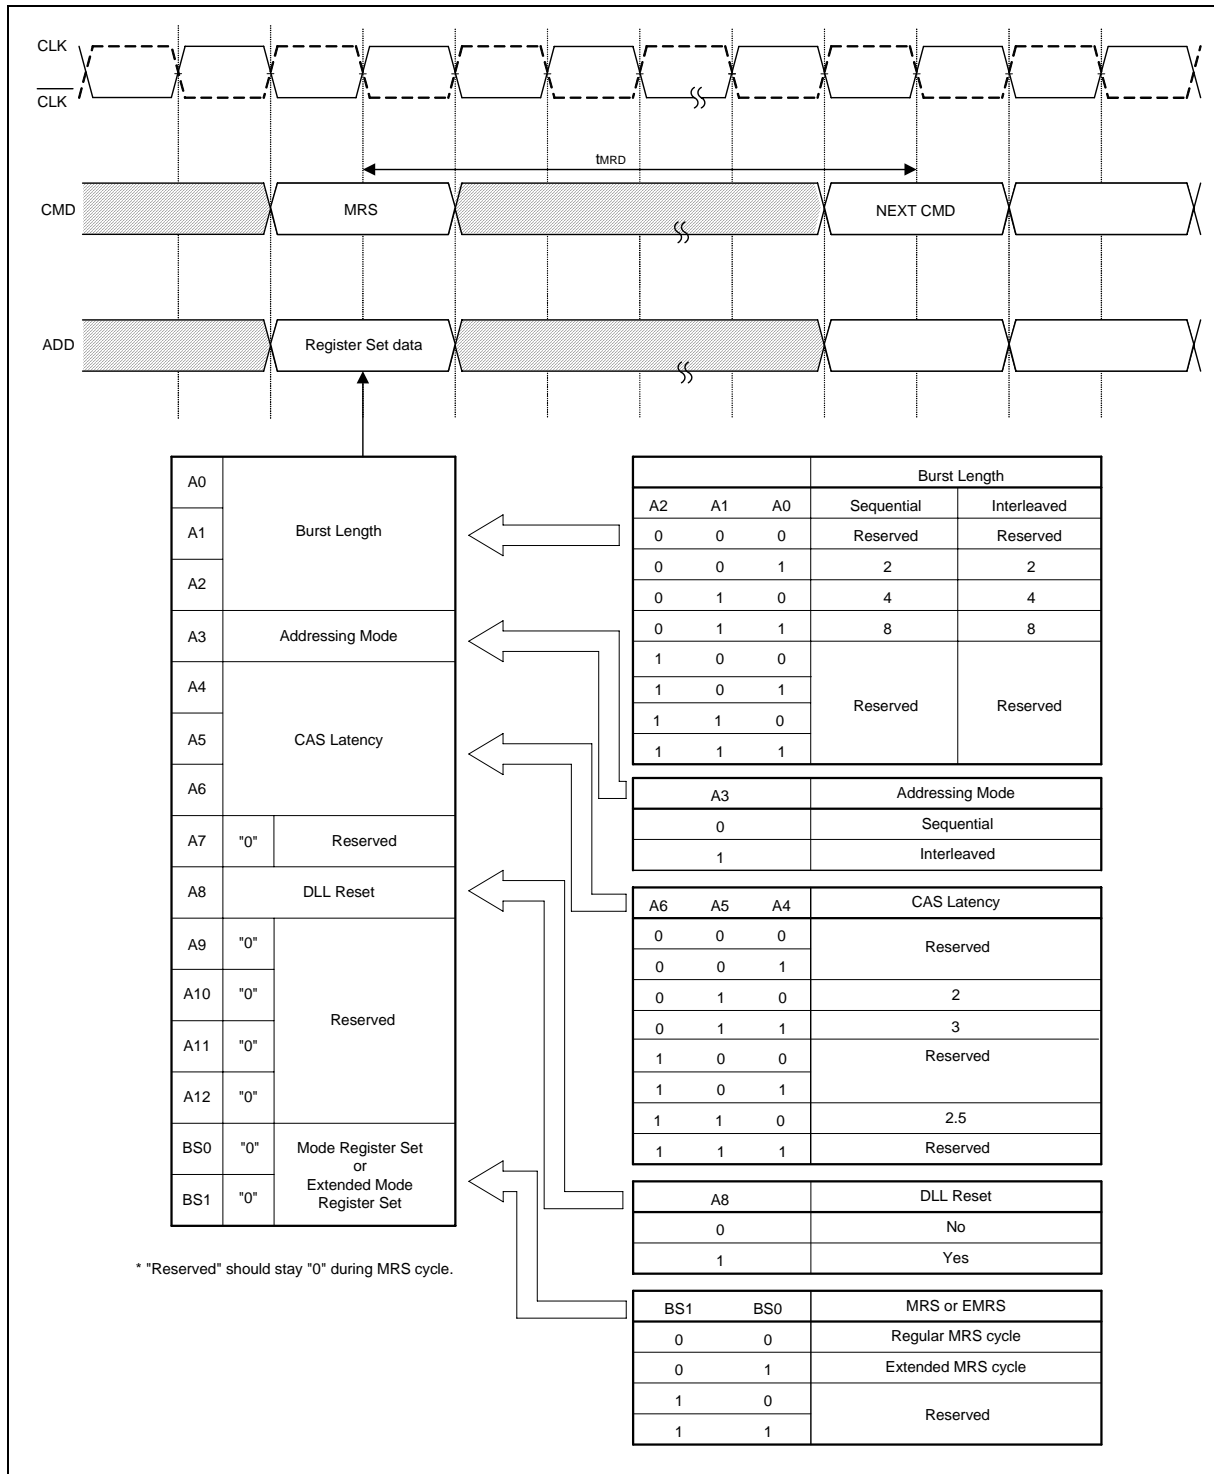 CLK
CLK
tMRD
CMD
MRS
NEXT CMD
ADD
Register Set data
A0
A1
A2
Burst Length
A3 Addressing Mode
A4
A5
A6
CAS Latency
A7 "0" Reserved
A8 DLL Reset
A9 "0"
A10 "0"
A11 "0"
A12 "0"
Reserved
BS0 "0"
BS1 "0"
Mode Register Set
or
Extended Mode
Register Set
* "Reserved" should stay "0" during MRS cycle.
Burst Length
A2 A1 A0 Sequential Interleaved
0 0 0 Reserved Reserved
0 0 1 2 2
0 1 0 4 4
0 1 1 8 8
1 0 0
1 0 1
Reserved Reserved
1 1 0
1 1 1
A3 Addressing Mode
0 Sequential
1 Interleaved
A6 A5 A4 CAS Latency
0 0 0
Reserved
0 0 1
0 1 0 2
0 1 1 3
1 0 0 Reserved
1 0 1
1 1 0 2.5
1 1 1 Reserved
A8 DLL Reset
0 No
1 Yes
BS1 BS0 MRS or EMRS
0 0 Regular MRS cycle
0 1 Extended MRS cycle
1 0
Reserved
1 1